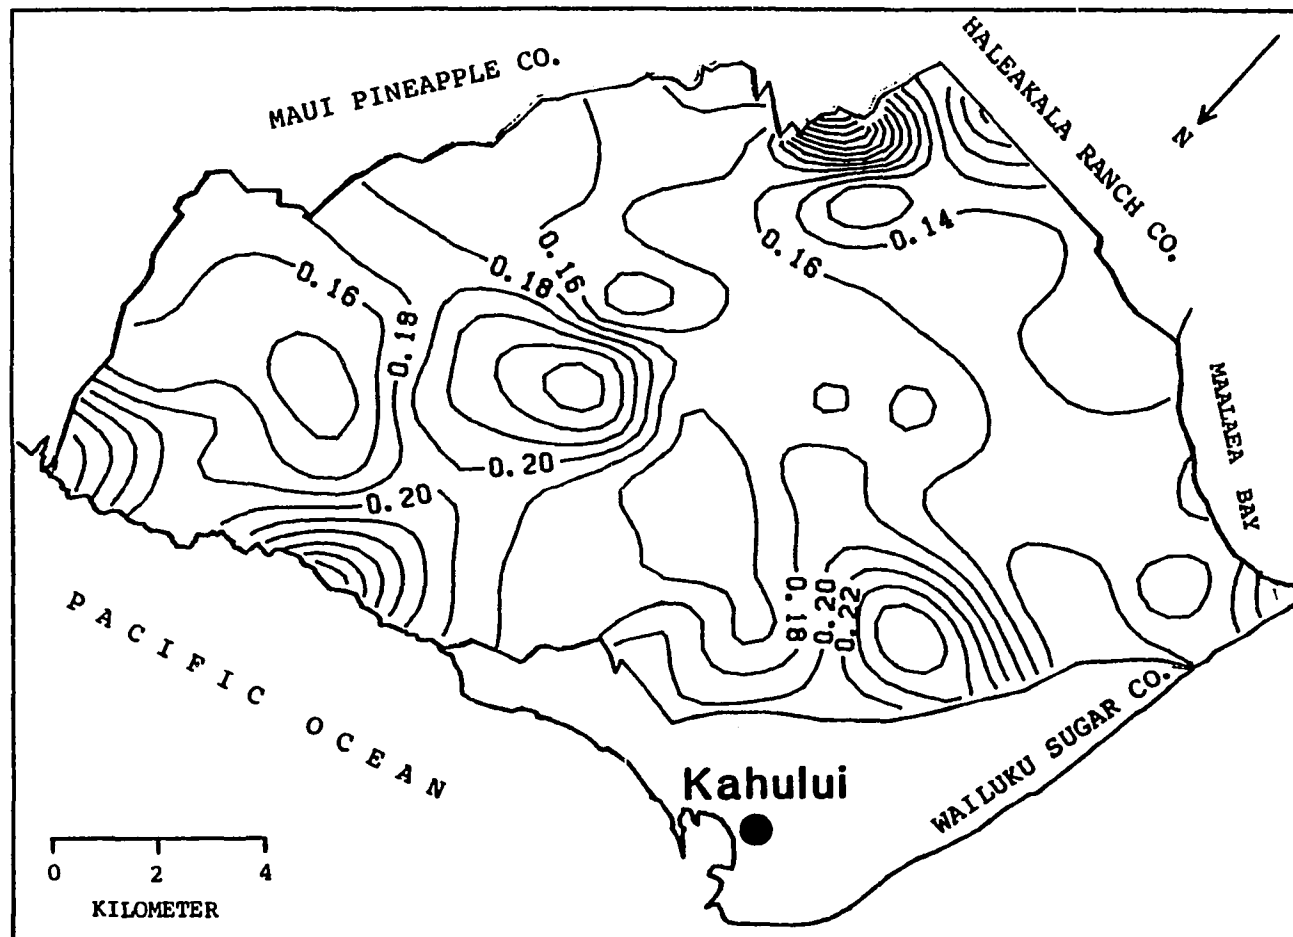 MAUI PINEAPPLE CO.
HALEAKALA RANCH CO.
N
0.14
0.16
0.16
0.16
0.18
0.18
0.20
0.20
MAALAEA BAY
0.18
0.20
0.22
PACIFIC OCEAN
WAILUKU SUGAR CO.
Kahului
0 2 4
KILOMETER